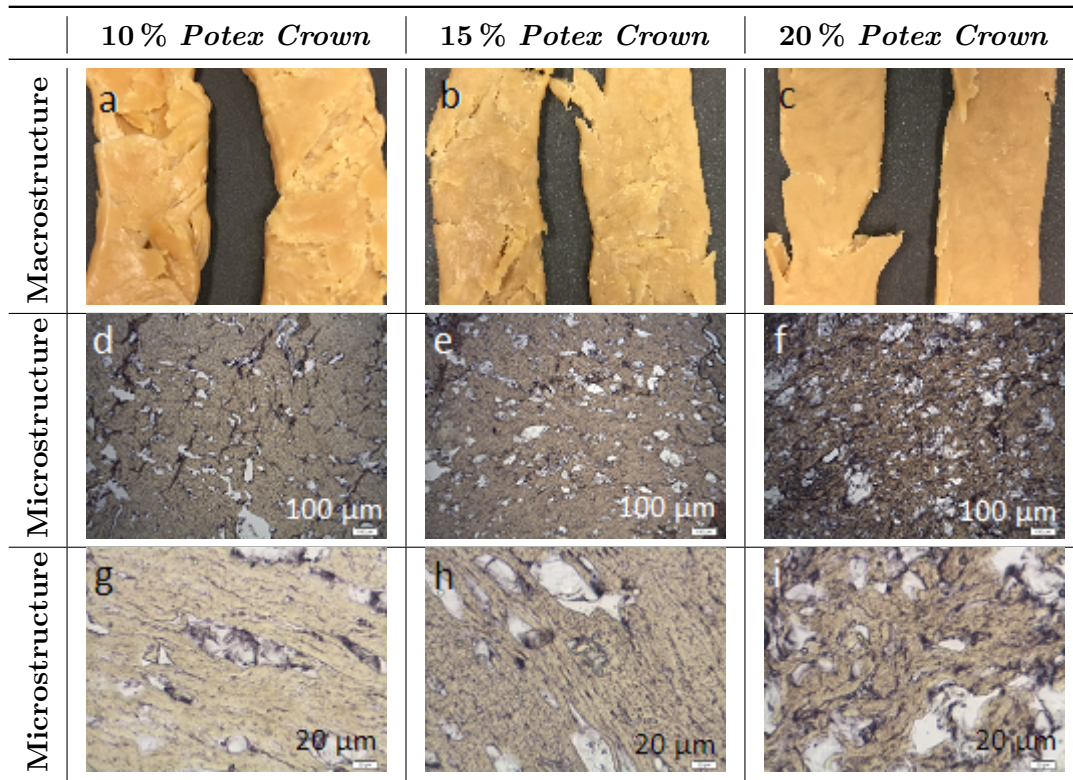 10 % Potex Crown 15 % Potex Crown 20 % Potex Crown
Macrostructure
a b c
Microstructure
d e f
100 µm 100 µm 100 µm
Microstructure
g h i
20 µm 20 µm 20 µm